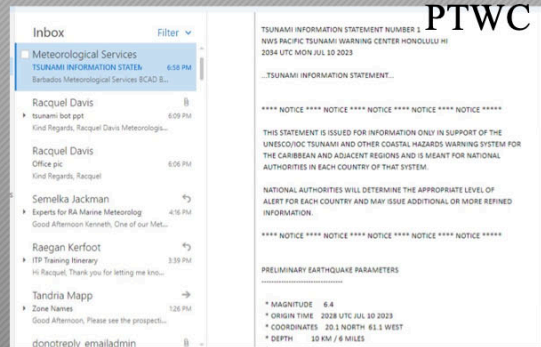 PTWC
Inbox
Filter
Meteorological Services
TSUNAMI INFORMATION STATEM 6:58 PM
Barbados Meteorological Services BCAD B...
Racquel Davis
tsunami bot ppt 6:09 PM
Kind Regards, Racquel Davis Meteorologis...
Racquel Davis
Office pic 6:06 PM
Kind Regards, Racquel
Semelka Jackman
Experts for RA Marine Meteorolog 4:16 PM
Good Afternoon Kenneth, One of our Met...
Raegan Kerfoot
ITP Training Itinerary 3:39 PM
Hi Racquel, Thank you for letting me kno...
Tandria Mapp
Zone Names 1:26 PM
Good Afternoon, Please see the prospecti...
donotreply_emailadmin
TSUNAMI INFORMATION STATEMENT NUMBER 1
NWS PACIFIC TSUNAMI WARNING CENTER HONOLULU HI
2034 UTC MON JUL 10 2023
...TSUNAMI INFORMATION STATEMENT...
**** NOTICE **** NOTICE **** NOTICE **** NOTICE **** NOTICE *****
THIS STATEMENT IS ISSUED FOR INFORMATION ONLY IN SUPPORT OF THE
UNESCO/IOC TSUNAMI AND OTHER COASTAL HAZARDS WARNING SYSTEM FOR
THE CARIBBEAN AND ADJACENT REGIONS AND IS MEANT FOR NATIONAL
AUTHORITIES IN EACH COUNTRY OF THAT SYSTEM.
NATIONAL AUTHORITIES WILL DETERMINE THE APPROPRIATE LEVEL OF
ALERT FOR EACH COUNTRY AND MAY ISSUE ADDITIONAL OR MORE REFINED
INFORMATION.
**** NOTICE **** NOTICE **** NOTICE **** NOTICE **** NOTICE *****
PRELIMINARY EARTHQUAKE PARAMETERS
--------------------------------
* MAGNITUDE 6.4
* ORIGIN TIME 2028 UTC JUL 10 2023
* COORDINATES 20.1 NORTH 61.1 WEST
* DEPTH 10 KM / 6 MILES